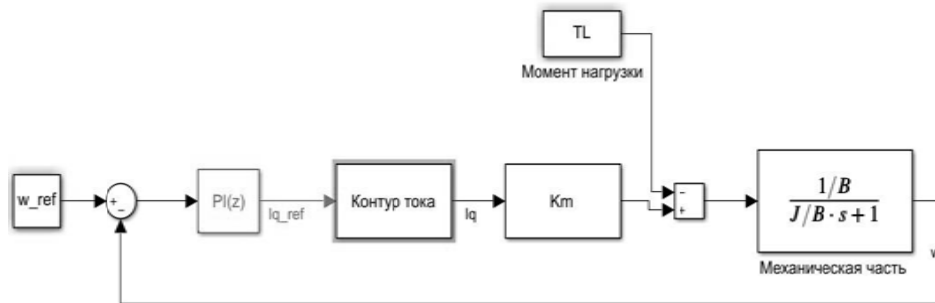 TL
Момент нагрузки
w_ref
+
−
PI(z)
Iq_ref
Контур тока
Iq
Km
−
+
1/B
J/B · s + 1
Механическая часть